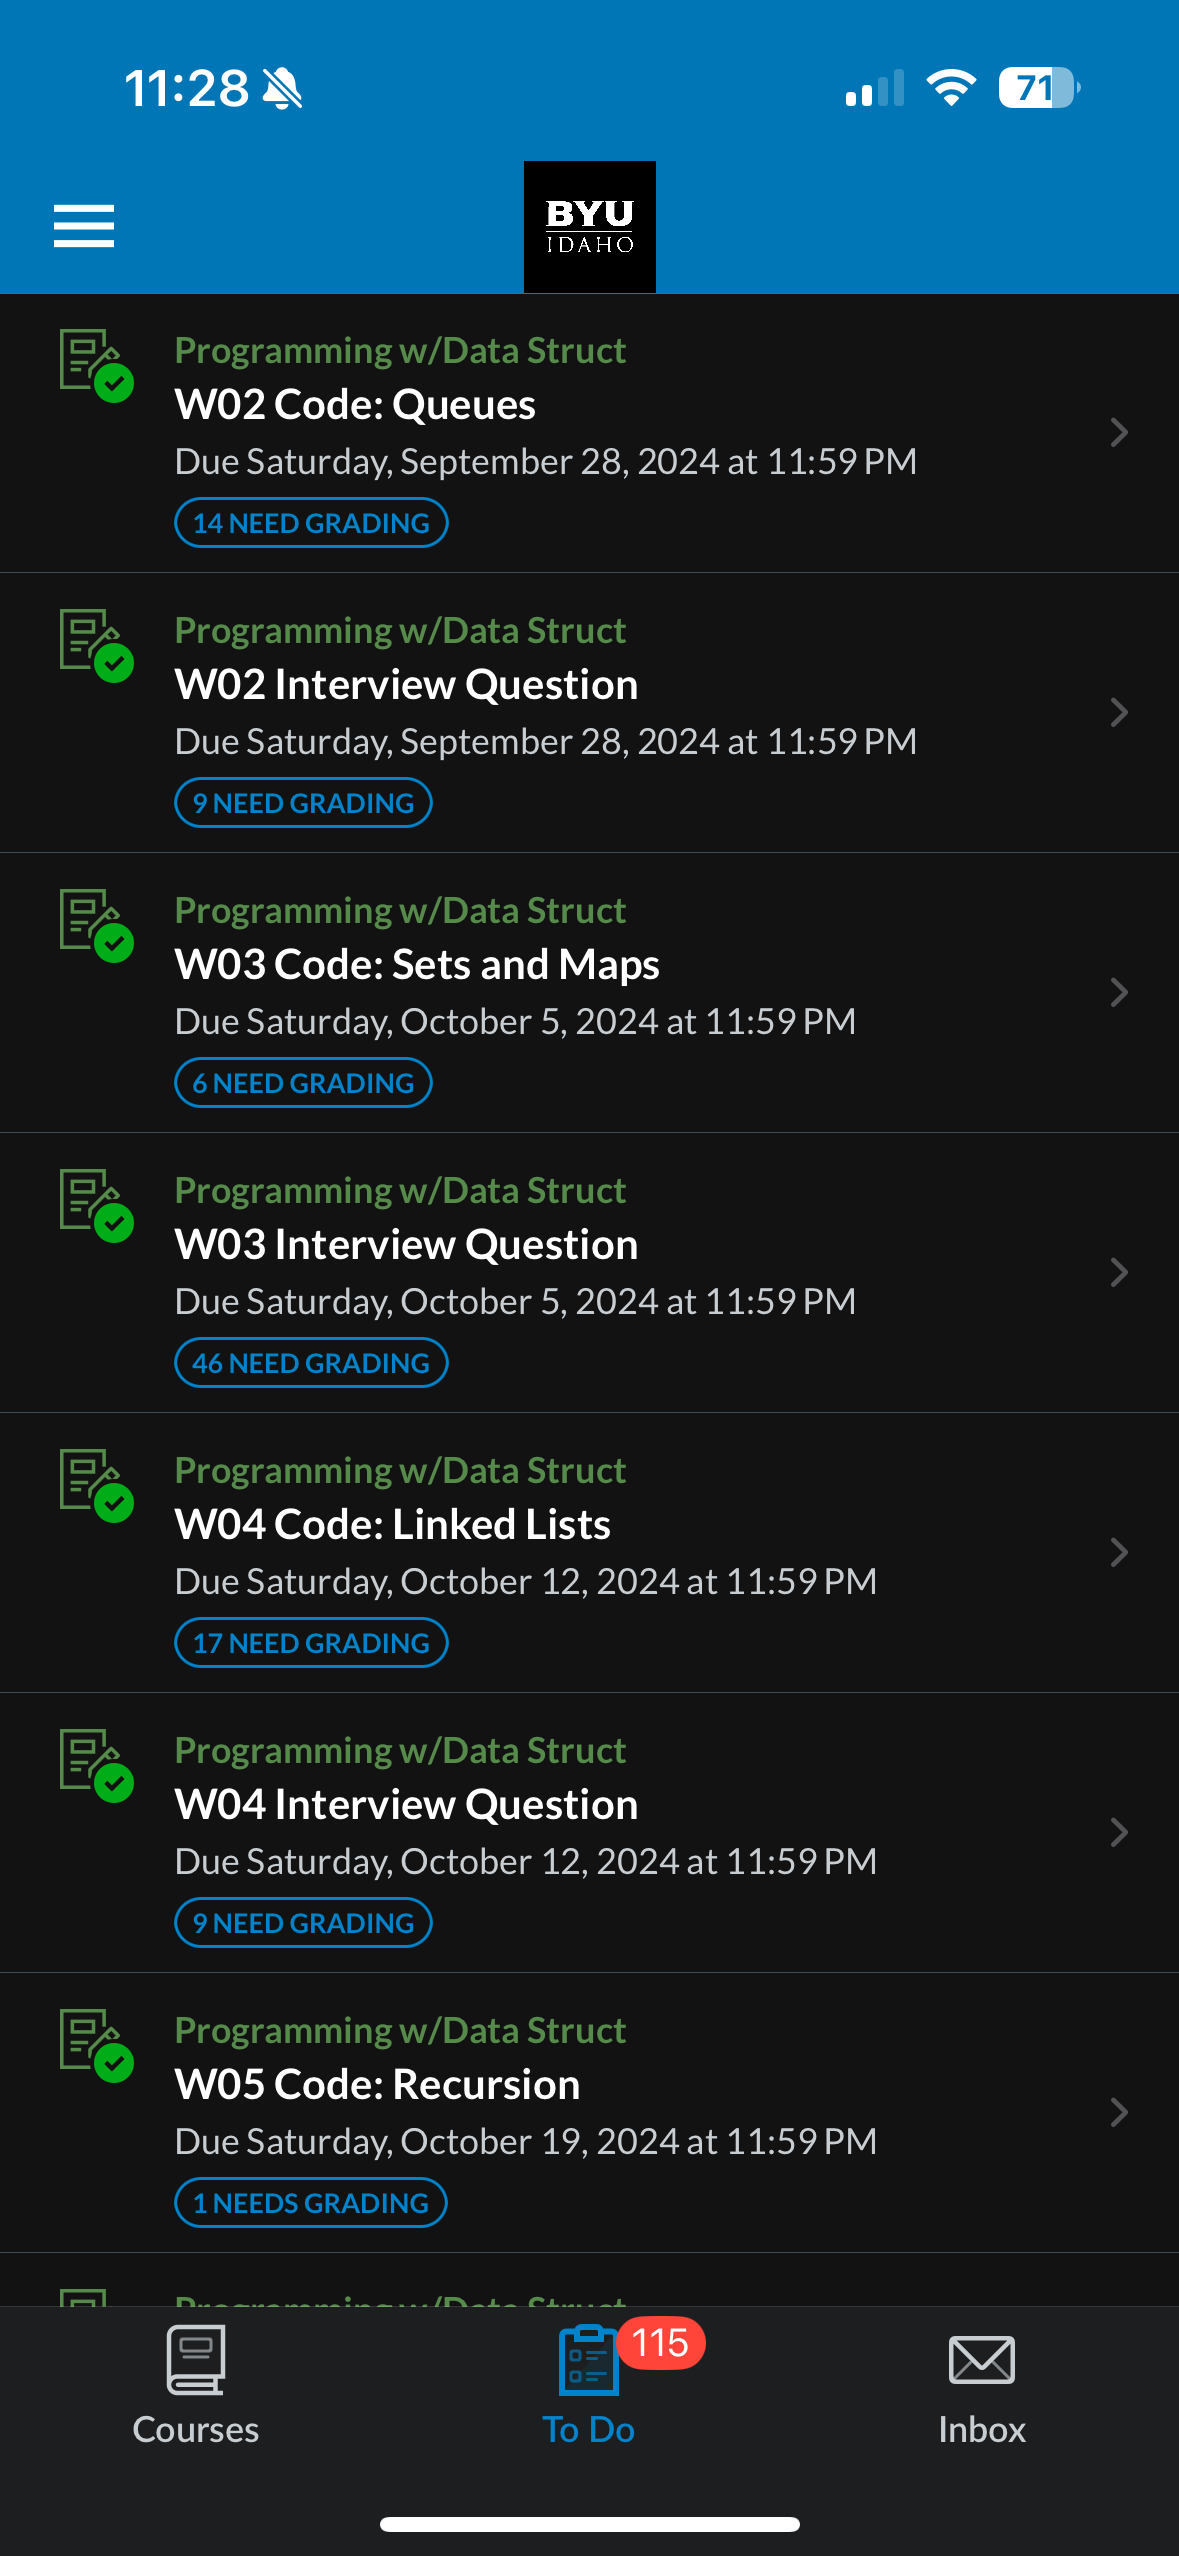 11:28
71
BYU
IDAHO
Programming w/Data Struct
W02 Code: Queues
Due Saturday, September 28, 2024 at 11:59 PM
14 NEED GRADING
Programming w/Data Struct
W02 Interview Question
Due Saturday, September 28, 2024 at 11:59 PM
9 NEED GRADING
Programming w/Data Struct
W03 Code: Sets and Maps
Due Saturday, October 5, 2024 at 11:59 PM
6 NEED GRADING
Programming w/Data Struct
W03 Interview Question
Due Saturday, October 5, 2024 at 11:59 PM
46 NEED GRADING
Programming w/Data Struct
W04 Code: Linked Lists
Due Saturday, October 12, 2024 at 11:59 PM
17 NEED GRADING
Programming w/Data Struct
W04 Interview Question
Due Saturday, October 12, 2024 at 11:59 PM
9 NEED GRADING
Programming w/Data Struct
W05 Code: Recursion
Due Saturday, October 19, 2024 at 11:59 PM
1 NEEDS GRADING
Programming w/Data Struct
115
Courses
To Do
Inbox